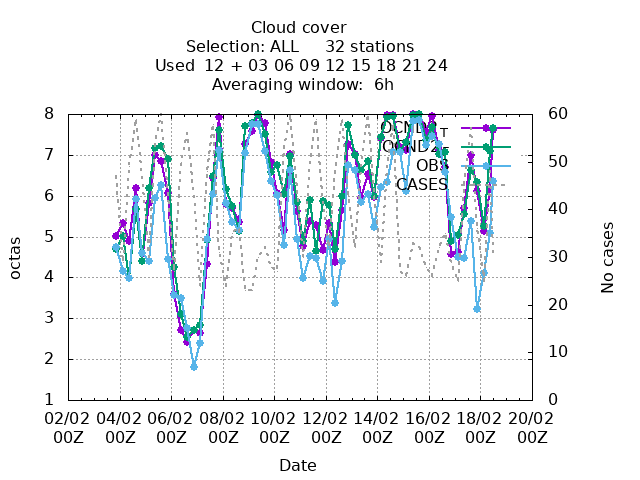 Cloud cover
Selection: ALL 32 stations
Used 12 + 03 06 09 12 15 18 21 24
Averaging window: 6h
8
7
6
5
4
3
2
1
octas
60
50
40
30
20
10
0
No cases
OBS
CASES
02/02 04/02 06/02 08/02 10/02 12/02 14/02 16/02 18/02 20/02
00Z 00Z 00Z 00Z 00Z 00Z 00Z 00Z 00Z 00Z
Date